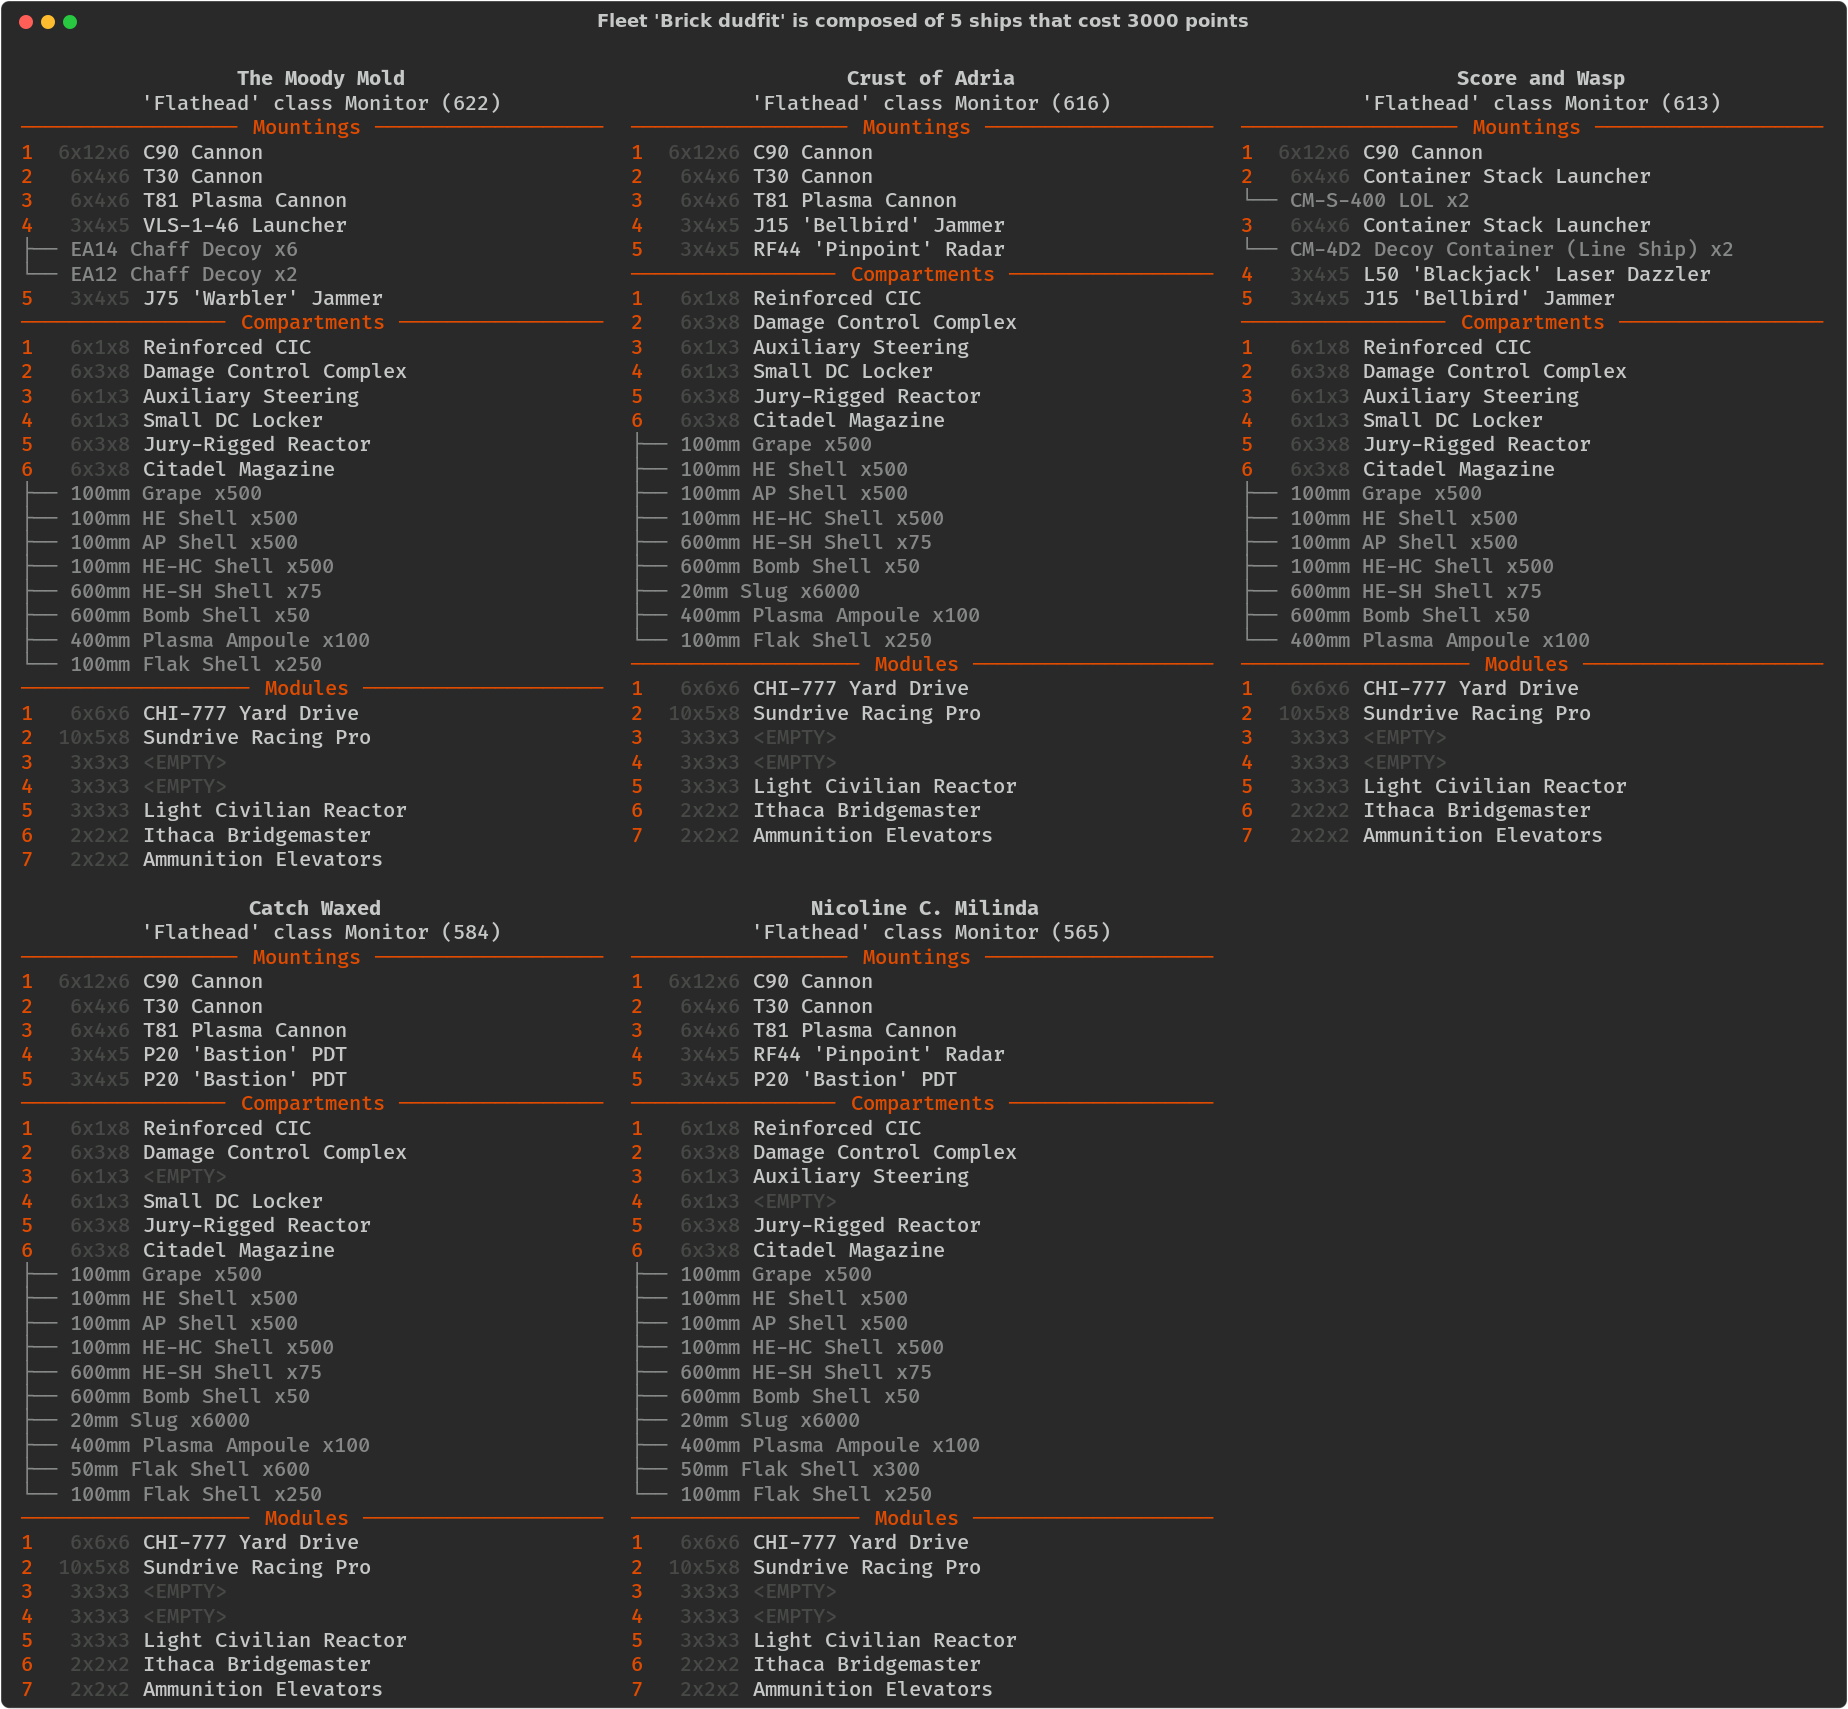 Fleet 'Brick dudfit' is composed of 5 ships that cost 3000 points
The Moody Mold
'Flathead' class Monitor (622)
Mountings
1 6x12x6 C90 Cannon
2 6x4x6 T30 Cannon
3 6x4x6 T81 Plasma Cannon
4 3x4x5 VLS-1-46 Launcher
EA14 Chaff Decoy x6
EA12 Chaff Decoy x2
5 3x4x5 J75 'Warbler' Jammer
Compartments
1 6x1x8 Reinforced CIC
2 6x3x8 Damage Control Complex
3 6x1x3 Auxiliary Steering
4 6x1x3 Small DC Locker
5 6x3x8 Jury-Rigged Reactor
6 6x3x8 Citadel Magazine
100mm Grape x500
100mm HE Shell x500
100mm AP Shell x500
100mm HE-HC Shell x500
600mm HE-SH Shell x75
600mm Bomb Shell x50
400mm Plasma Ampoule x100
100mm Flak Shell x250
Modules
1 6x6x6 CHI-777 Yard Drive
2 10x5x8 Sundrive Racing Pro
3 3x3x3 <EMPTY>
4 3x3x3 <EMPTY>
5 3x3x3 Light Civilian Reactor
6 2x2x2 Ithaca Bridgemaster
7 2x2x2 Ammunition Elevators
Crust of Adria
'Flathead' class Monitor (616)
Mountings
1 6x12x6 C90 Cannon
2 6x4x6 T30 Cannon
3 6x4x6 T81 Plasma Cannon
4 3x4x5 J15 'Bellbird' Jammer
5 3x4x5 RF44 'Pinpoint' Radar
Compartments
1 6x1x8 Reinforced CIC
2 6x3x8 Damage Control Complex
3 6x1x3 Auxiliary Steering
4 6x1x3 Small DC Locker
5 6x3x8 Jury-Rigged Reactor
6 6x3x8 Citadel Magazine
100mm Grape x500
100mm HE Shell x500
100mm AP Shell x500
100mm HE-HC Shell x500
600mm HE-SH Shell x75
600mm Bomb Shell x50
20mm Slug x6000
400mm Plasma Ampoule x100
100mm Flak Shell x250
Modules
1 6x6x6 CHI-777 Yard Drive
2 10x5x8 Sundrive Racing Pro
3 3x3x3 <EMPTY>
4 3x3x3 <EMPTY>
5 3x3x3 Light Civilian Reactor
6 2x2x2 Ithaca Bridgemaster
7 2x2x2 Ammunition Elevators
Score and Wasp
'Flathead' class Monitor (613)
Mountings
1 6x12x6 C90 Cannon
2 6x4x6 Container Stack Launcher
CM-S-400 LOL x2
3 6x4x6 Container Stack Launcher
CM-4D2 Decoy Container (Line Ship) x2
4 3x4x5 L50 'Blackjack' Laser Dazzler
5 3x4x5 J15 'Bellbird' Jammer
Compartments
1 6x1x8 Reinforced CIC
2 6x3x8 Damage Control Complex
3 6x1x3 Auxiliary Steering
4 6x1x3 Small DC Locker
5 6x3x8 Jury-Rigged Reactor
6 6x3x8 Citadel Magazine
100mm Grape x500
100mm HE Shell x500
100mm AP Shell x500
100mm HE-HC Shell x500
600mm HE-SH Shell x75
600mm Bomb Shell x50
400mm Plasma Ampoule x100
Modules
1 6x6x6 CHI-777 Yard Drive
2 10x5x8 Sundrive Racing Pro
3 3x3x3 <EMPTY>
4 3x3x3 <EMPTY>
5 3x3x3 Light Civilian Reactor
6 2x2x2 Ithaca Bridgemaster
7 2x2x2 Ammunition Elevators
Catch Waxed
'Flathead' class Monitor (584)
Mountings
1 6x12x6 C90 Cannon
2 6x4x6 T30 Cannon
3 6x4x6 T81 Plasma Cannon
4 3x4x5 P20 'Bastion' PDT
5 3x4x5 P20 'Bastion' PDT
Compartments
1 6x1x8 Reinforced CIC
2 6x3x8 Damage Control Complex
3 6x1x3 <EMPTY>
4 6x1x3 Small DC Locker
5 6x3x8 Jury-Rigged Reactor
6 6x3x8 Citadel Magazine
100mm Grape x500
100mm HE Shell x500
100mm AP Shell x500
100mm HE-HC Shell x500
600mm HE-SH Shell x75
600mm Bomb Shell x50
20mm Slug x6000
400mm Plasma Ampoule x100
50mm Flak Shell x600
100mm Flak Shell x250
Modules
1 6x6x6 CHI-777 Yard Drive
2 10x5x8 Sundrive Racing Pro
3 3x3x3 <EMPTY>
4 3x3x3 <EMPTY>
5 3x3x3 Light Civilian Reactor
6 2x2x2 Ithaca Bridgemaster
7 2x2x2 Ammunition Elevators
Nicoline C. Milinda
'Flathead' class Monitor (565)
Mountings
1 6x12x6 C90 Cannon
2 6x4x6 T30 Cannon
3 6x4x6 T81 Plasma Cannon
4 3x4x5 RF44 'Pinpoint' Radar
5 3x4x5 P20 'Bastion' PDT
Compartments
1 6x1x8 Reinforced CIC
2 6x3x8 Damage Control Complex
3 6x1x3 Auxiliary Steering
4 6x1x3 <EMPTY>
5 6x3x8 Jury-Rigged Reactor
6 6x3x8 Citadel Magazine
100mm Grape x500
100mm HE Shell x500
100mm AP Shell x500
100mm HE-HC Shell x500
600mm HE-SH Shell x75
600mm Bomb Shell x50
20mm Slug x6000
400mm Plasma Ampoule x100
50mm Flak Shell x300
100mm Flak Shell x250
Modules
1 6x6x6 CHI-777 Yard Drive
2 10x5x8 Sundrive Racing Pro
3 3x3x3 <EMPTY>
4 3x3x3 <EMPTY>
5 3x3x3 Light Civilian Reactor
6 2x2x2 Ithaca Bridgemaster
7 2x2x2 Ammunition Elevators